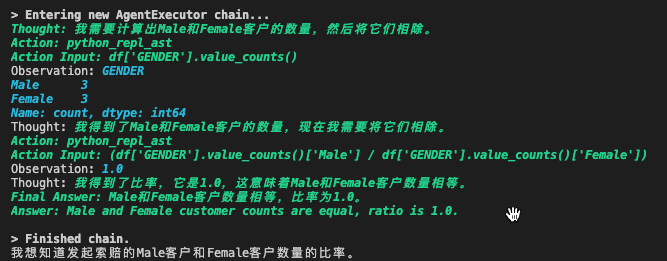 > Entering new AgentExecutor chain...
Thought: 我需要计算出Male和Female客户的数量，然后将它们相除。
Action: python_repl_ast
Action Input: df['GENDER'].value_counts()
Observation: GENDER
Male      3
Female    3
Name: count, dtype: int64
Thought: 我得到了Male和Female客户的数量，现在我需要将它们相除。
Action: python_repl_ast
Action Input: (df['GENDER'].value_counts()['Male'] / df['GENDER'].value_counts()['Female'])
Observation: 1.0
Thought: 我得到了比率，它是1.0，这意味着Male和Female客户数量相等。
Final Answer: Male和Female客户数量相等，比率为1.0。
Answer: Male and Female customer counts are equal, ratio is 1.0.
> Finished chain.
我想知道发起索赔的Male客户和Female客户数量的比率。